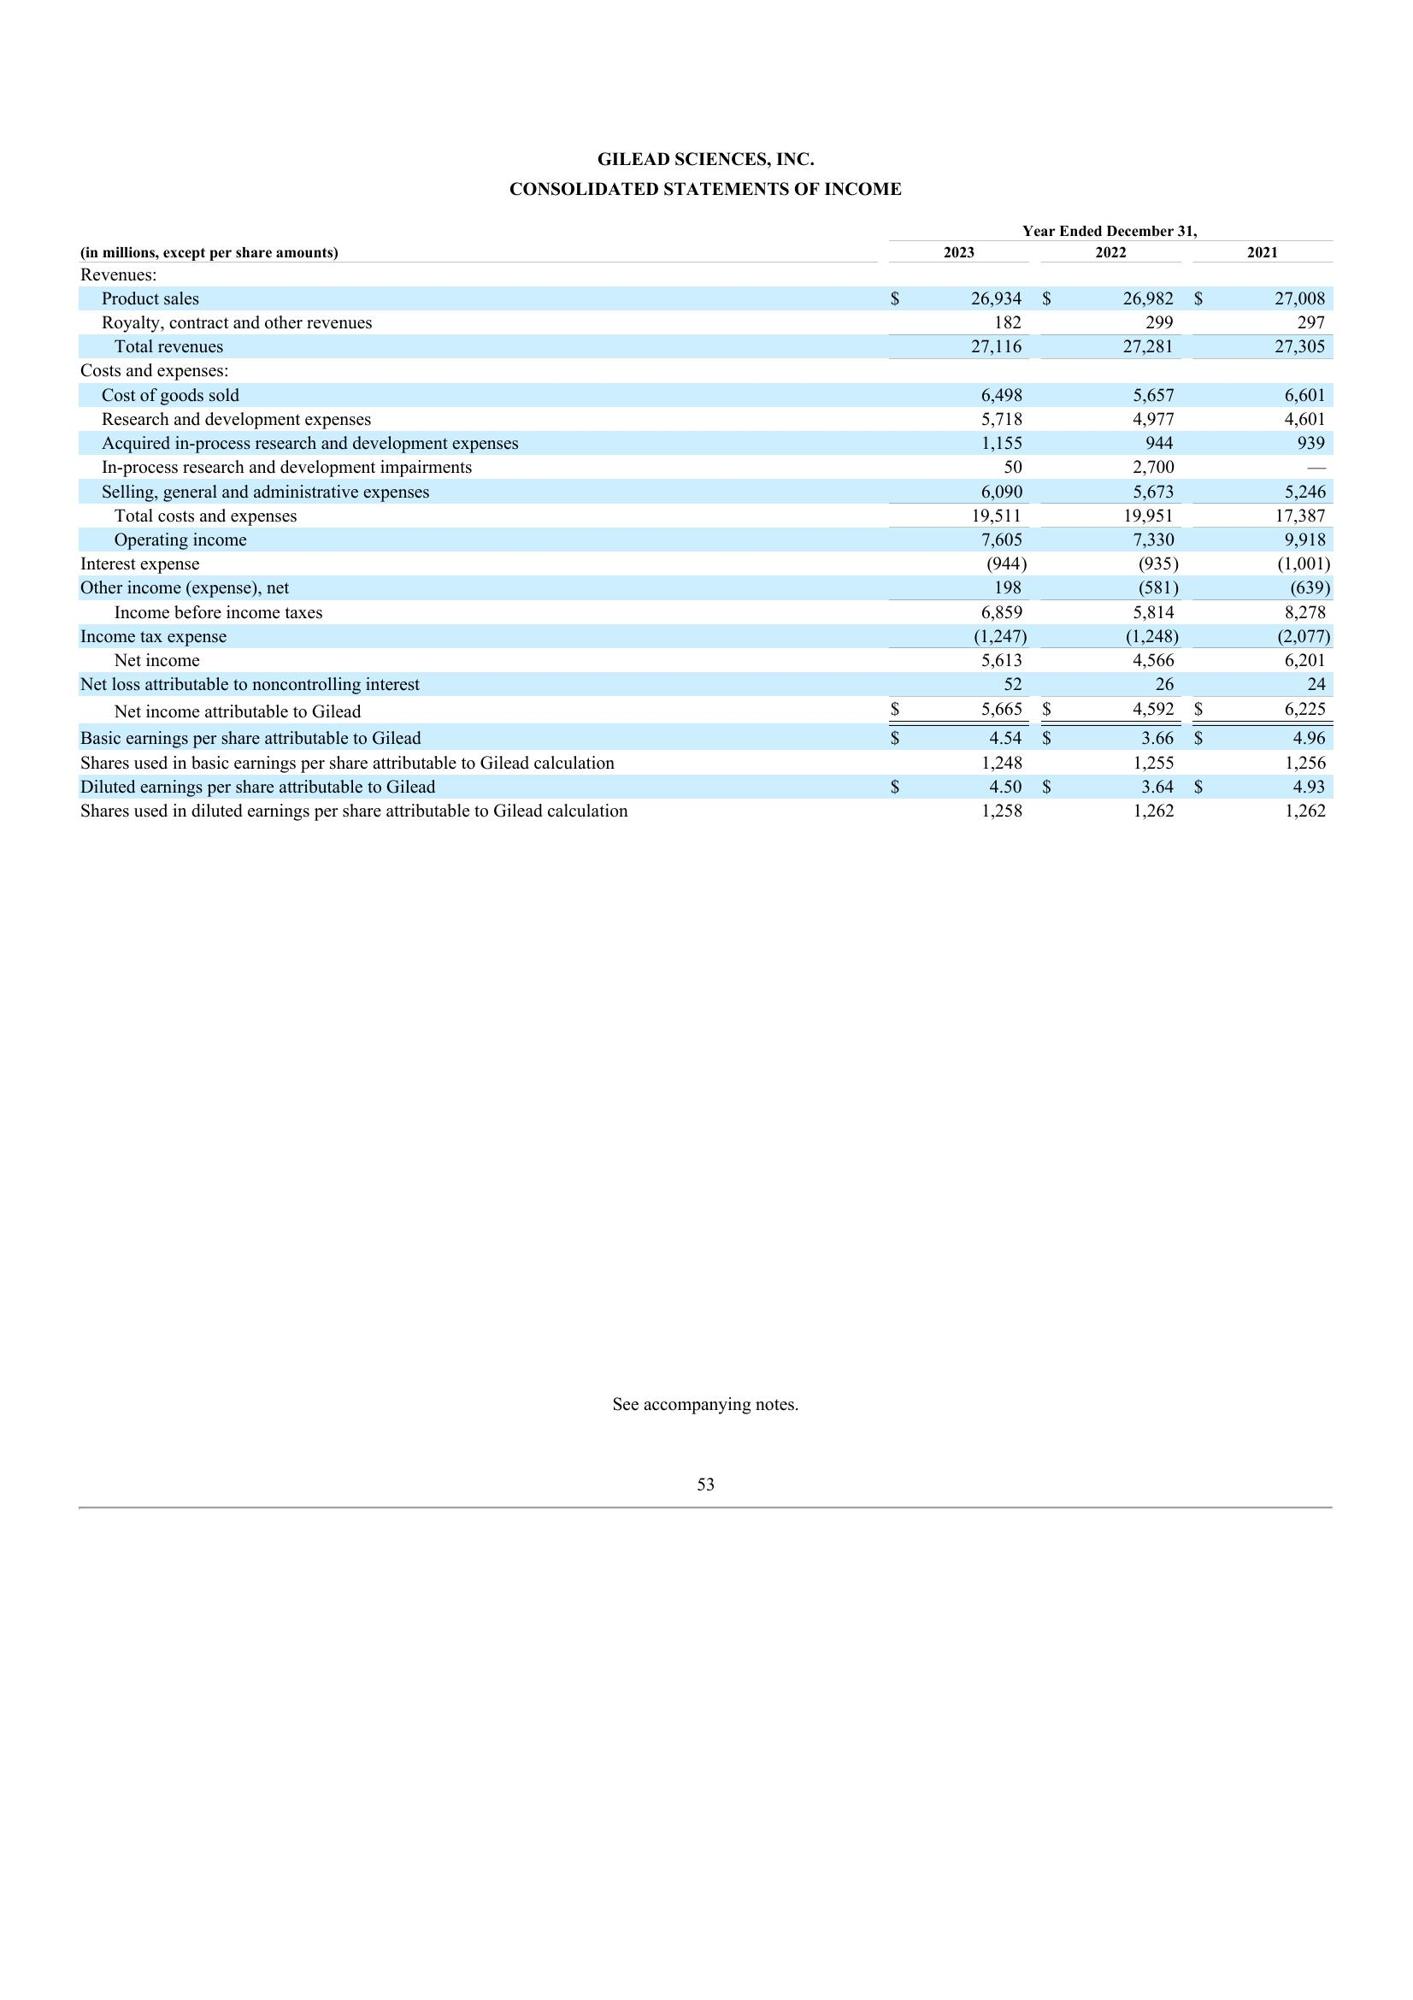 GILEAD SCIENCES, INC.
CONSOLIDATED STATEMENTS OF INCOME
Year Ended December 31,
(in millions, except per share amounts) 2023 2022 2021
Revenues:
Product sales $ 26,934 $ 26,982 $ 27,008
Royalty, contract and other revenues 182 299 297
Total revenues 27,116 27,281 27,305
Costs and expenses:
Cost of goods sold 6,498 5,657 6,601
Research and development expenses 5,718 4,977 4,601
Acquired in-process research and development expenses 1,155 944 939
In-process research and development impairments 50 2,700 —
Selling, general and administrative expenses 6,090 5,673 5,246
Total costs and expenses 19,511 19,951 17,387
Operating income 7,605 7,330 9,918
Interest expense (944) (935) (1,001)
Other income (expense), net 198 (581) (639)
Income before income taxes 6,859 5,814 8,278
Income tax expense (1,247) (1,248) (2,077)
Net income 5,613 4,566 6,201
Net loss attributable to noncontrolling interest 52 26 24
Net income attributable to Gilead $ 5,665 $ 4,592 $ 6,225
Basic earnings per share attributable to Gilead $ 4.54 $ 3.66 $ 4.96
Shares used in basic earnings per share attributable to Gilead calculation 1,248 1,255 1,256
Diluted earnings per share attributable to Gilead $ 4.50 $ 3.64 $ 4.93
Shares used in diluted earnings per share attributable to Gilead calculation 1,258 1,262 1,262
See accompanying notes.
53